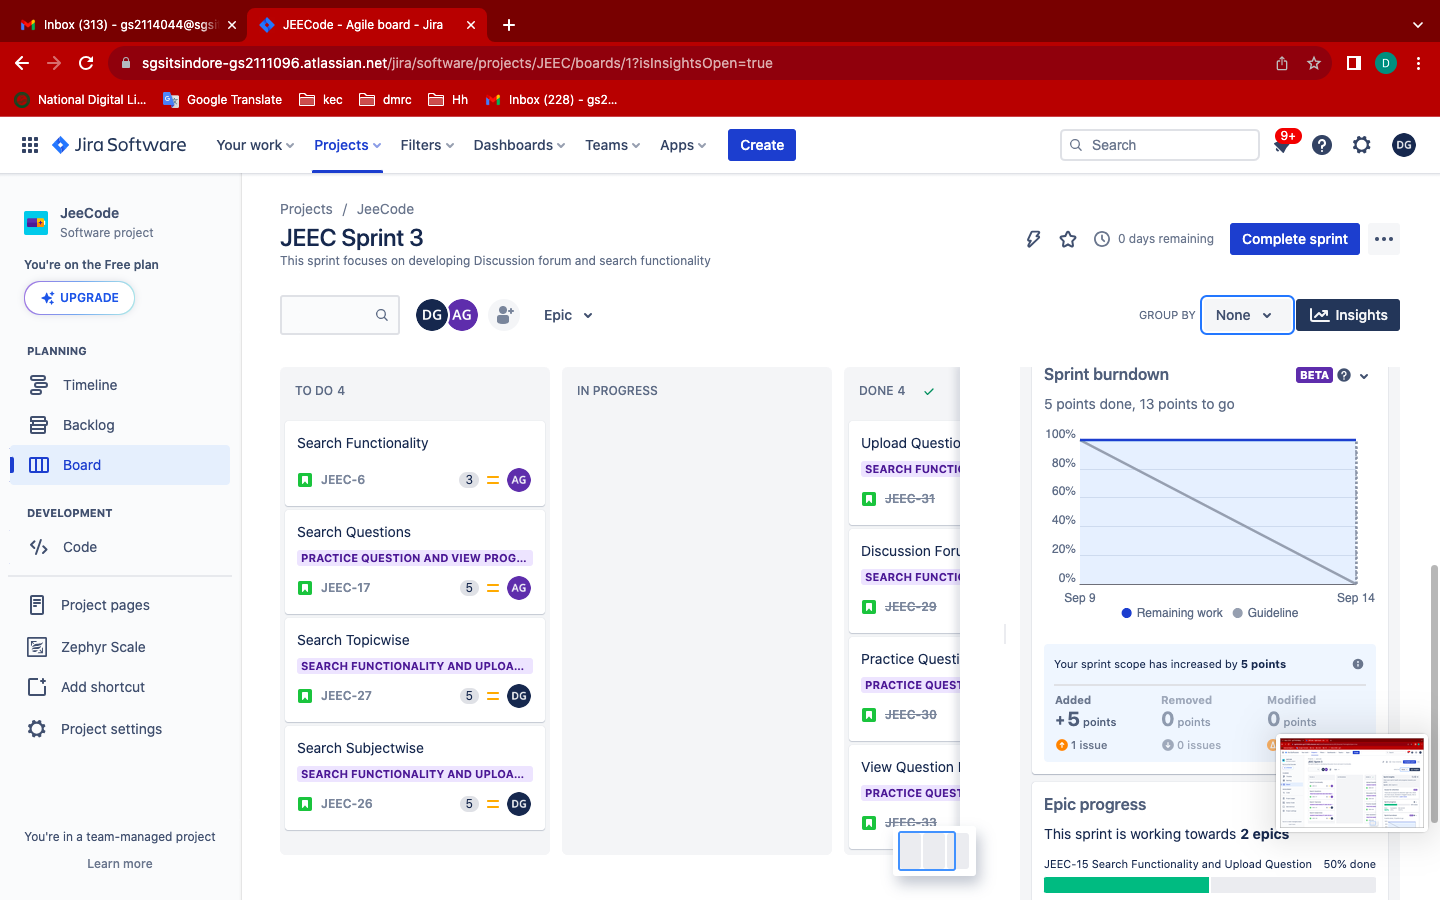 Inbox (313) - gs2114044@sgsi
JEECode - Agile board - Jira
sgsitsindore-gs2111096.atlassian.net/jira/software/projects/JEEC/boards/1?isInsightsOpen=true
D
National Digital Li...
Google Translate
kec
dmrc
Hh
Inbox (228) - gs2...
Jira Software
Your work
Projects
Filters
Dashboards
Teams
Apps
Create
Search
9+
DG
JeeCode
Software project
You're on the Free plan
UPGRADE
PLANNING
Timeline
Backlog
Board
DEVELOPMENT
Code
Project pages
Zephyr Scale
Add shortcut
Project settings
You're in a team-managed project
Learn more
Projects / JeeCode
JEEC Sprint 3
This sprint focuses on developing Discussion forum and search functionality
0 days remaining
Complete sprint
DG
AG
Epic
GROUP BY
None
Insights
TO DO 4
Search Functionality
JEEC-6
3
AG
Search Questions
PRACTICE QUESTION AND VIEW PROG...
JEEC-17
5
AG
Search Topicwise
SEARCH FUNCTIONALITY AND UPLOA...
JEEC-27
5
DG
Search Subjectwise
SEARCH FUNCTIONALITY AND UPLOA...
JEEC-26
5
DG
IN PROGRESS
DONE 4
Upload Questio
SEARCH FUNCTI
JEEC-31
Discussion Foru
SEARCH FUNCTI
JEEC-29
Practice Questi
PRACTICE QUEST
JEEC-30
View Question
PRACTICE QUEST
JEEC-33
Sprint burndown
BETA
5 points done, 13 points to go
100%
80%
60%
40%
20%
0%
Sep 9
Sep 14
Remaining work
Guideline
Your sprint scope has increased by 5 points
Added
+5 points
1 issue
Removed
0 points
0 issues
Modified
0 points
Epic progress
This sprint is working towards 2 epics
JEEC-15 Search Functionality and Upload Question
50% done